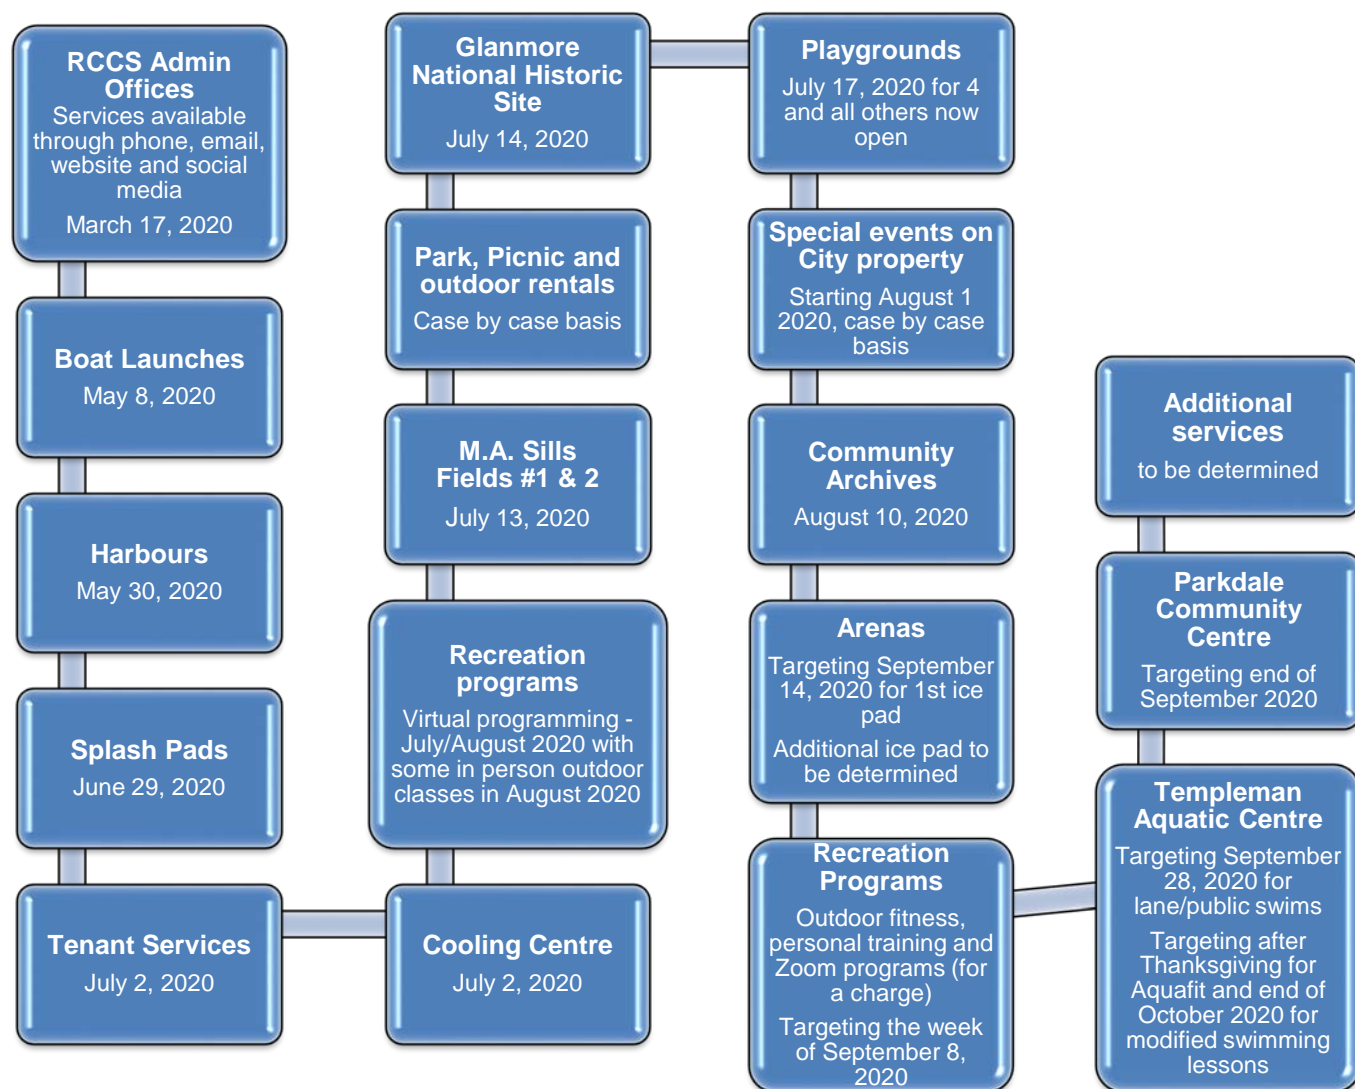 RCCS Admin
Offices
Services available
through phone, email,
website and social
media
March 17, 2020
Boat Launches
May 8, 2020
Harbours
May 30, 2020
Splash Pads
June 29, 2020
Tenant Services
July 2, 2020
Cooling Centre
July 2, 2020
Recreation
programs
Virtual programming -
July/August 2020 with
some in person outdoor
classes in August 2020
M.A. Sills
Fields #1 & 2
July 13, 2020
Park, Picnic and
outdoor rentals
Case by case basis
Glanmore
National Historic
Site
July 14, 2020
Playgrounds
July 17, 2020 for 4
and all others now
open
Special events on
City property
Starting August 1
2020, case by case
basis
Community
Archives
August 10, 2020
Arenas
Targeting September
14, 2020 for 1st ice
pad
Additional ice pad to
be determined
Recreation
Programs
Outdoor fitness,
personal training and
Zoom programs (for
a charge)
Targeting the week
of September 8,
2020
Templeman
Aquatic Centre
Targeting September
28, 2020 for
lane/public swims
Targeting after
Thanksgiving for
Aquafit and end of
October 2020 for
modified swimming
lessons
Parkdale
Community
Centre
Targeting end of
September 2020
Additional
services
to be determined